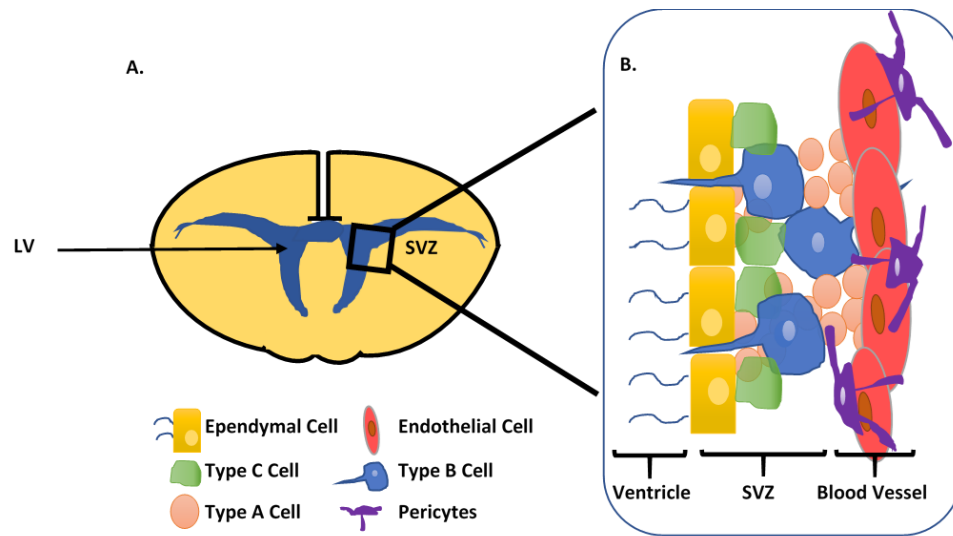 A.
B.
LV
SVZ
Ependymal Cell
Endothelial Cell
Type C Cell
Type B Cell
Type A Cell
Pericytes
Ventricle
SVZ
Blood Vessel